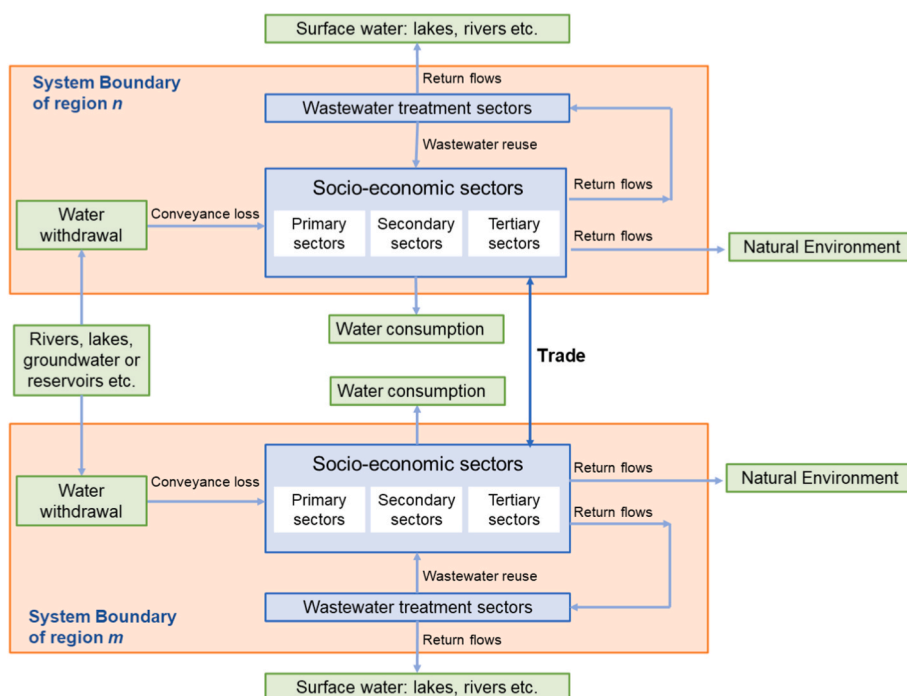 Surface water: lakes, rivers etc.
System Boundary
of region n
Return flows
Wastewater treatment sectors
Wastewater reuse
Socio-economic sectors
Return flows
Water
withdrawal
Conveyance loss
Primary
sectors
Secondary
sectors
Tertiary
sectors
Return flows
Natural Environment
Water consumption
Rivers, lakes,
groundwater or
reservoirs etc.
Trade
Water consumption
Socio-economic sectors
Return flows
Natural Environment
Water
withdrawal
Conveyance loss
Primary
sectors
Secondary
sectors
Tertiary
sectors
Return flows
Wastewater reuse
Wastewater treatment sectors
System Boundary
of region m
Return flows
Surface water: lakes, rivers etc.